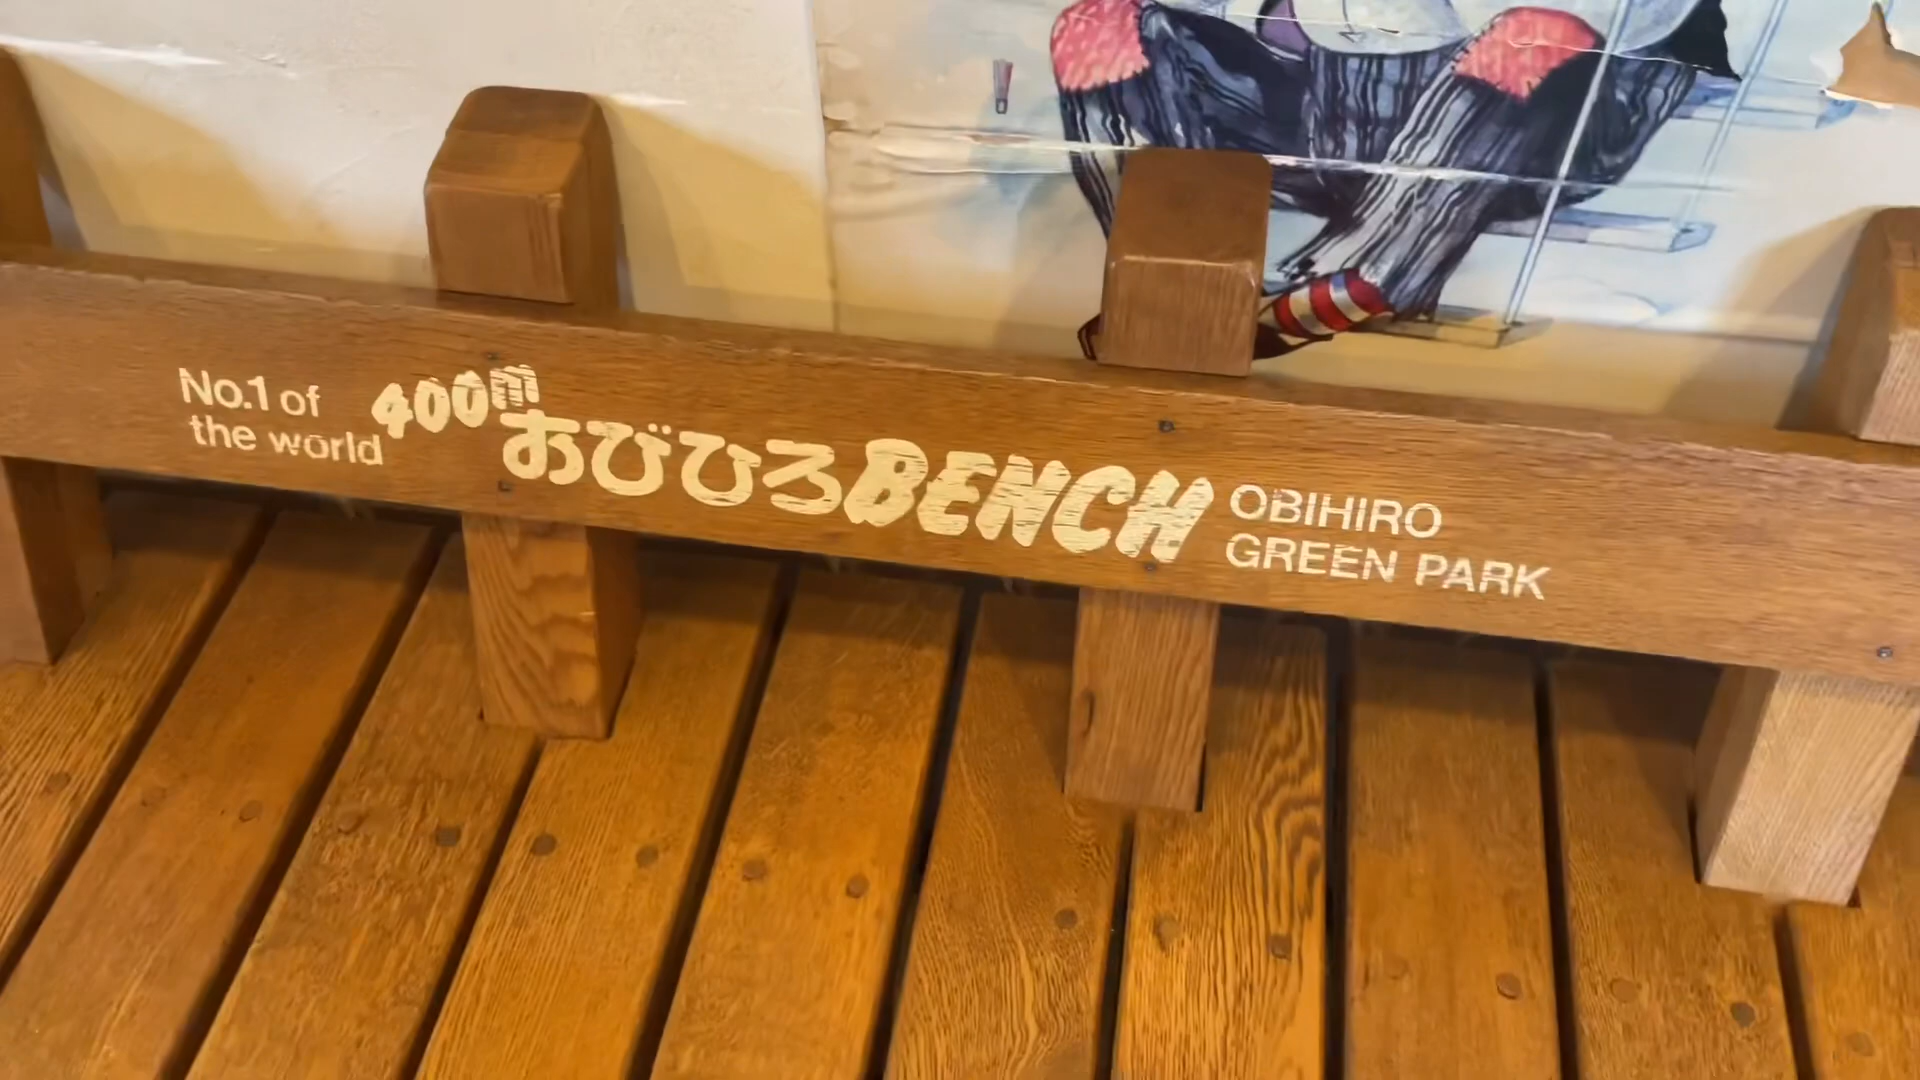 No.1 of
the world
400m
おびひろBENCH
OBIHIRO
GREEN PARK